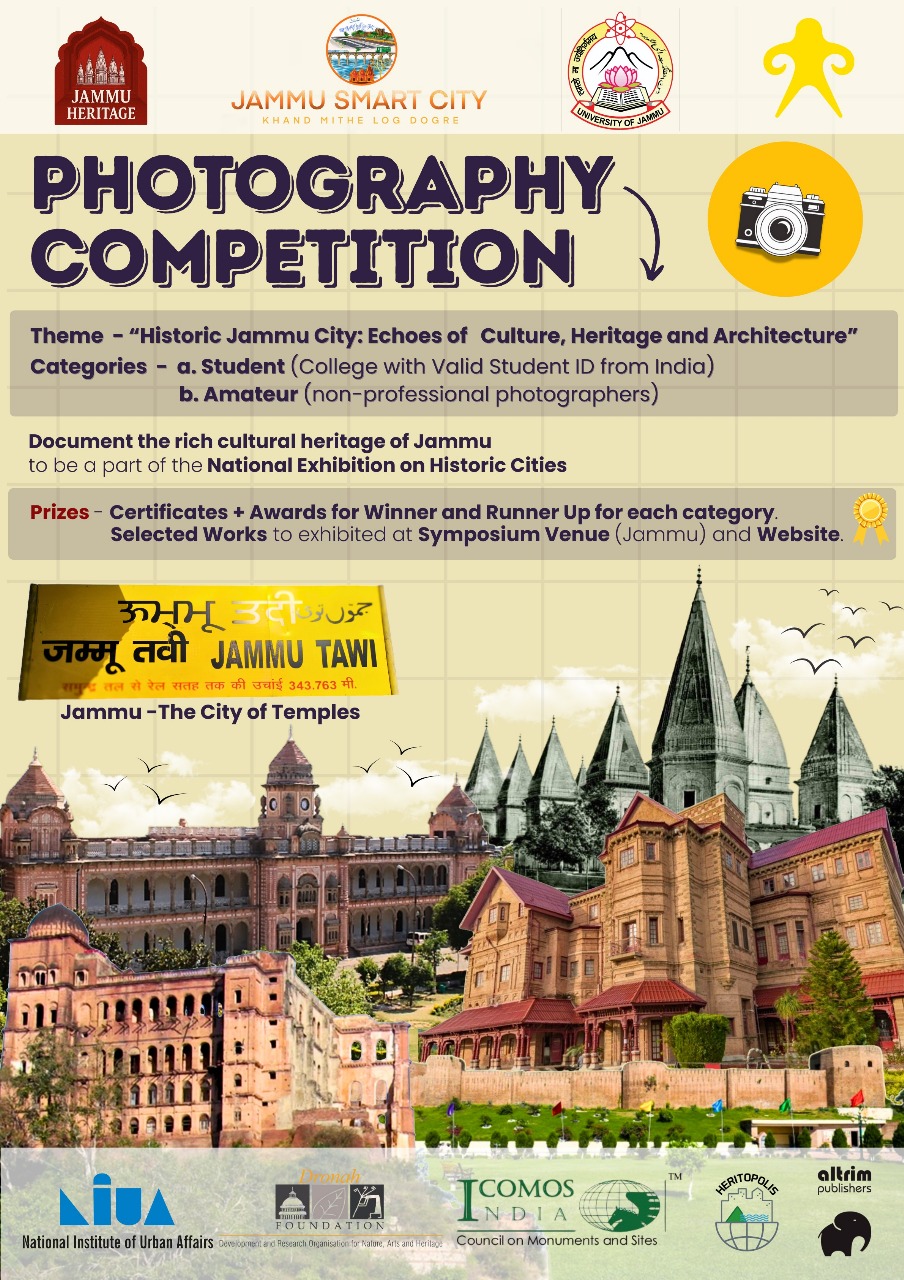 JAMMU
HERITAGE
JAMMU SMART CITY
KHAND MITHE LOG DOGRE
UNIVERSITY OF JAMMU
PHOTOGRAPHY
COMPETITION
Theme - “Historic Jammu City: Echoes of Culture, Heritage and Architecture”
Categories - a. Student (College with Valid Student ID from India)
b. Amateur (non-professional photographers)
Document the rich cultural heritage of Jammu
to be a part of the National Exhibition on Historic Cities
Prizes - Certificates + Awards for Winner and Runner Up for each category.
Selected Works to exhibited at Symposium Venue (Jammu) and Website.
जम्मू तवी JAMMU TAWI
समुन्द्र तल से रेल सतह तक की उचांई 343.763 मी.
Jammu -The City of Temples
NIUA
National Institute of Urban Affairs
Dronah
FOUNDATION
Development and Research Organisation for Nature, Arts and Heritage
ICOMOS
INDIA
TM
Council on Monuments and Sites
HERITOPOLIS
altrim
publishers